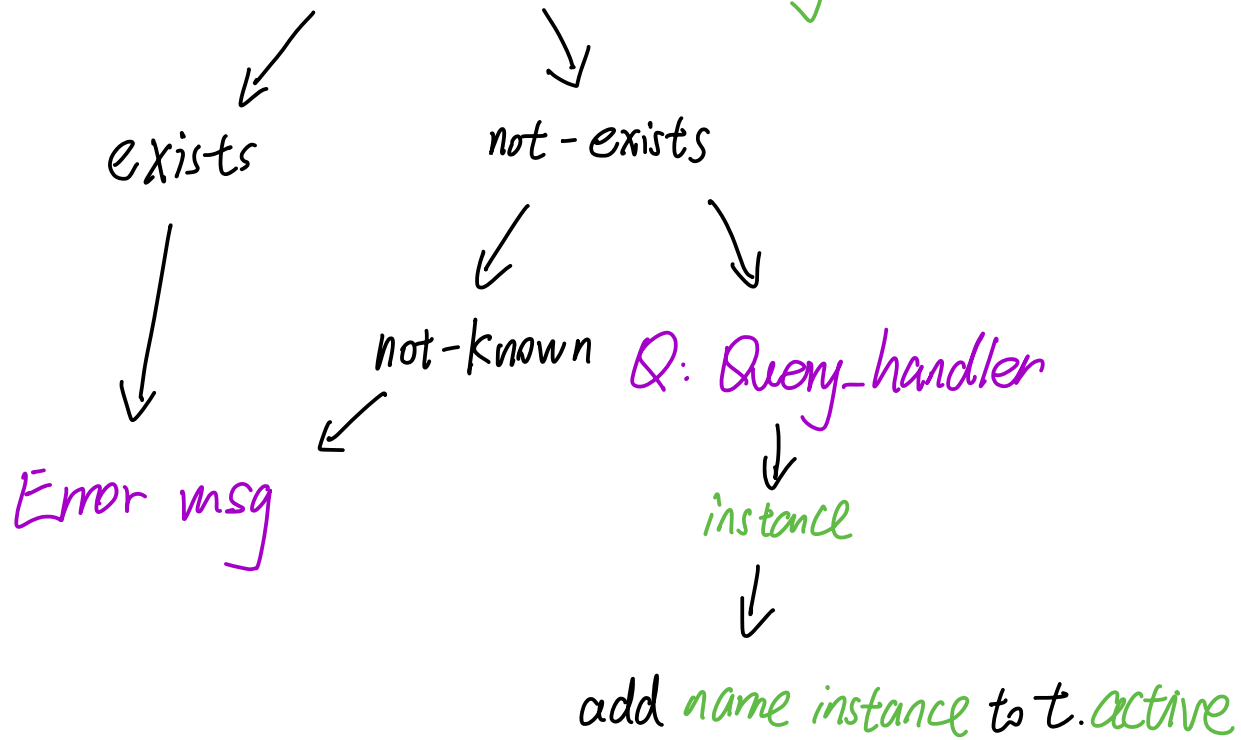 exists
not-exists
not-known
Q: Query_handler
Error msg
instance
add name instance to t.active